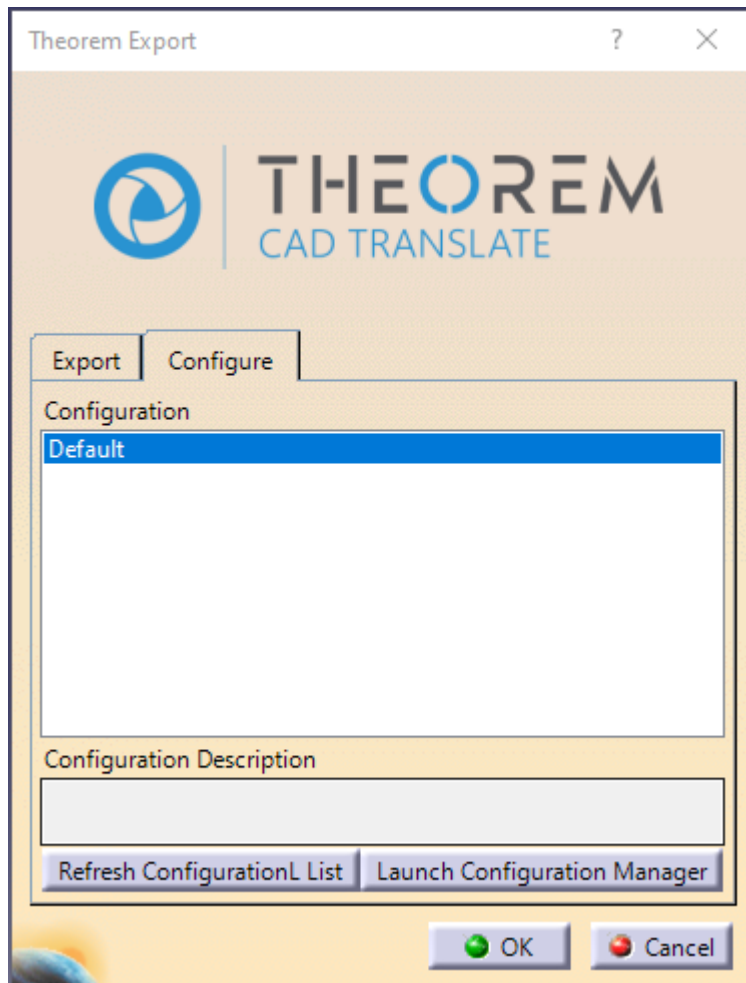 Theorem Export
?
THEOREM
CAD TRANSLATE
Export Configure
Configuration
Default
Configuration Description
Refresh ConfigurationL List Launch Configuration Manager
OK Cancel